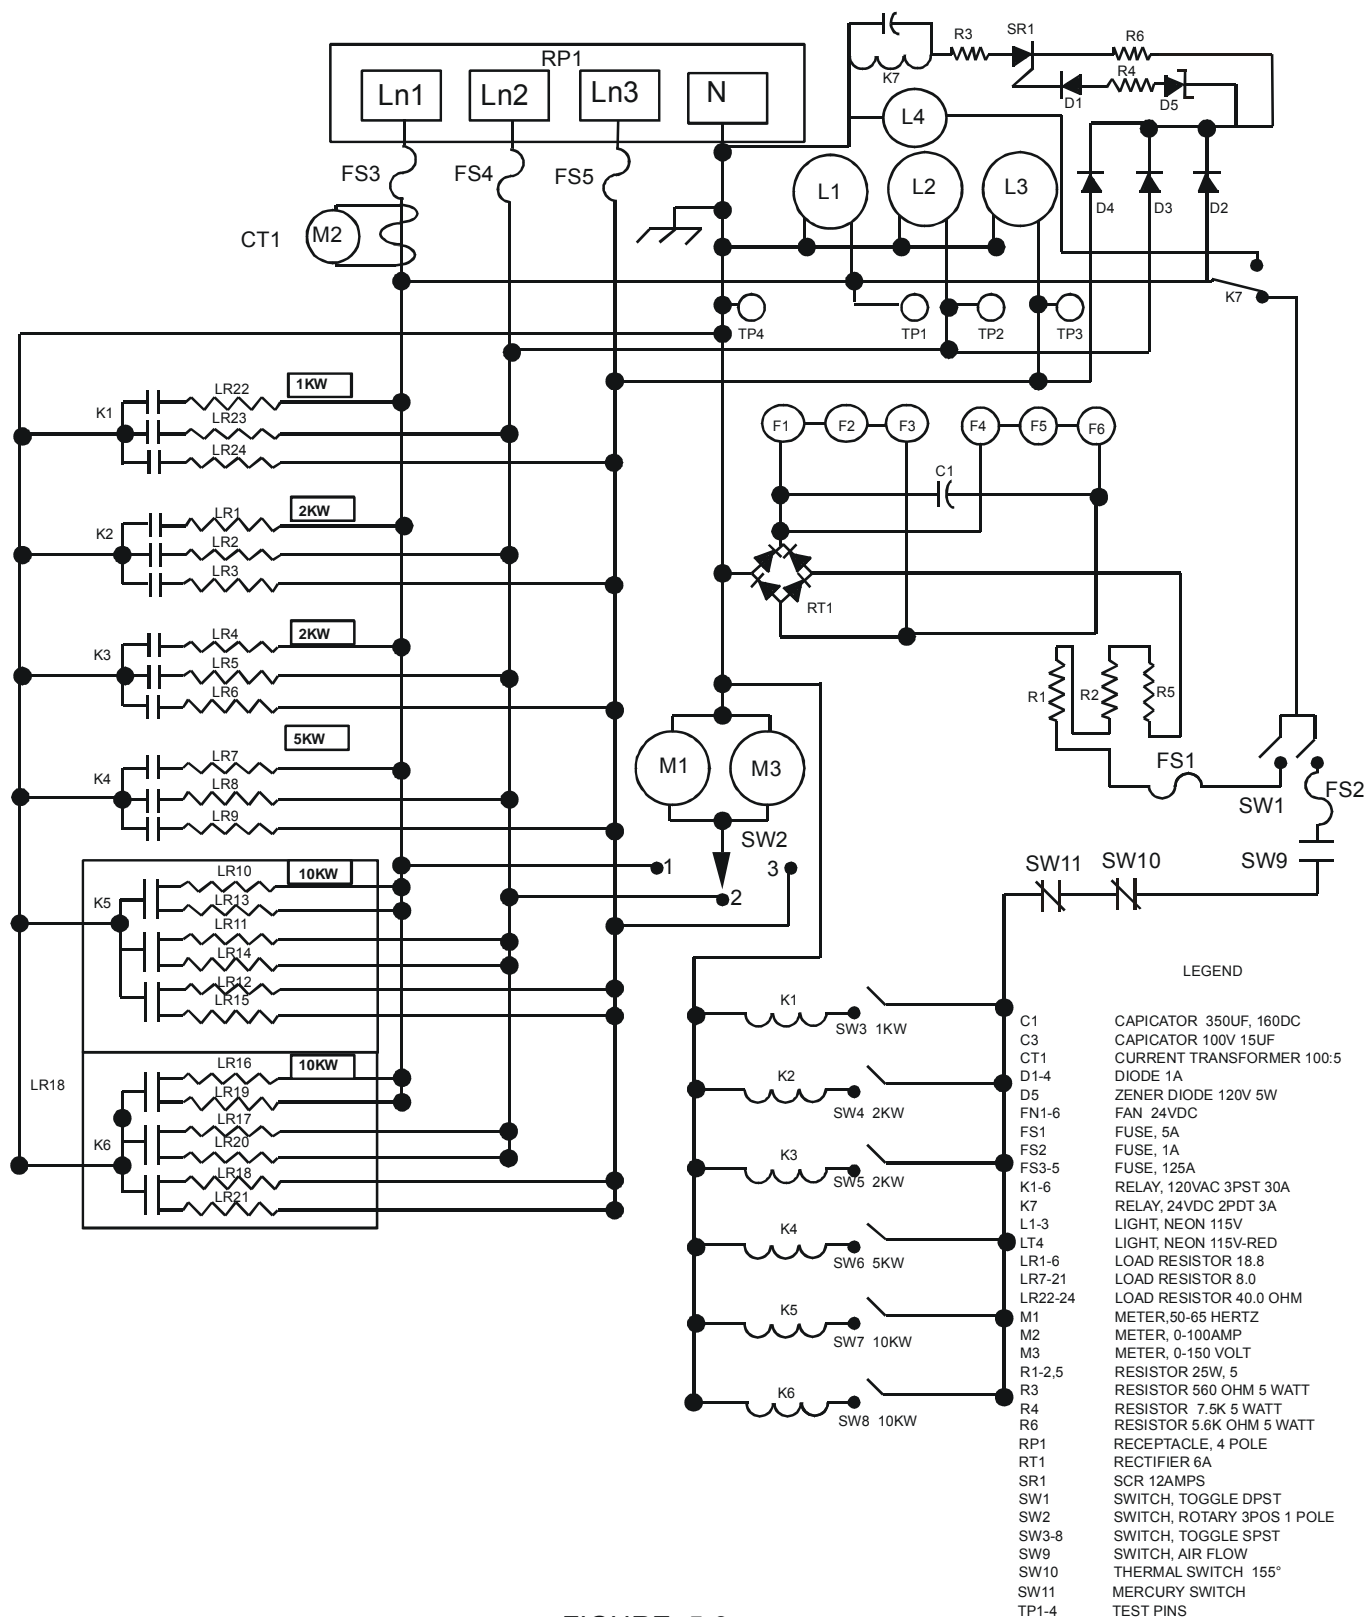 RP1
Ln1
Ln2
Ln3
N
FS3
FS4
FS5
CT1
M2
K7
R3
SR1
R6
R4
D1
D5
L4
L1
L2
L3
D4
D3
D2
K7
TP4
TP1
TP2
TP3
K1
LR22
1KW
LR23
LR24
F1
F2
F3
F4
F5
F6
C1
K2
LR1
2KW
LR2
LR3
RT1
K3
LR4
2KW
LR5
LR6
R1
R2
R5
K4
LR7
5KW
LR8
LR9
M1
M3
FS1
SW1
FS2
SW2
1
2
3
SW11
SW10
SW9
K5
LR10
10KW
LR13
LR11
LR14
LR12
LR15
LR18
K6
LR16
10KW
LR19
LR17
LR20
LR18
LR21
K1
SW3 1KW
K2
SW4 2KW
K3
SW5 2KW
K4
SW6 5KW
K5
SW7 10KW
K6
SW8 10KW
LEGEND
C1 CAPICATOR 350UF, 160DC
C3 CAPICATOR 100V 15UF
CT1 CURRENT TRANSFORMER 100:5
D1-4 DIODE 1A
D5 ZENER DIODE 120V 5W
FN1-6 FAN 24VDC
FS1 FUSE, 5A
FS2 FUSE, 1A
FS3-5 FUSE, 125A
K1-6 RELAY, 120VAC 3PST 30A
K7 RELAY, 24VDC 2PDT 3A
L1-3 LIGHT, NEON 115V
LT4 LIGHT, NEON 115V-RED
LR1-6 LOAD RESISTOR 18.8
LR7-21 LOAD RESISTOR 8.0
LR22-24 LOAD RESISTOR 40.0 OHM
M1 METER,50-65 HERTZ
M2 METER, 0-100AMP
M3 METER, 0-150 VOLT
R1-2,5 RESISTOR 25W, 5
R3 RESISTOR 560 OHM 5 WATT
R4 RESISTOR 7.5K 5 WATT
R6 RESISTOR 5.6K OHM 5 WATT
RP1 RECEPTACLE, 4 POLE
RT1 RECTIFIER 6A
SR1 SCR 12AMPS
SW1 SWITCH, TOGGLE DPST
SW2 SWITCH, ROTARY 3POS 1 POLE
SW3-8 SWITCH, TOGGLE SPST
SW9 SWITCH, AIR FLOW
SW10 THERMAL SWITCH 155°
SW11 MERCURY SWITCH
TP1-4 TEST PINS